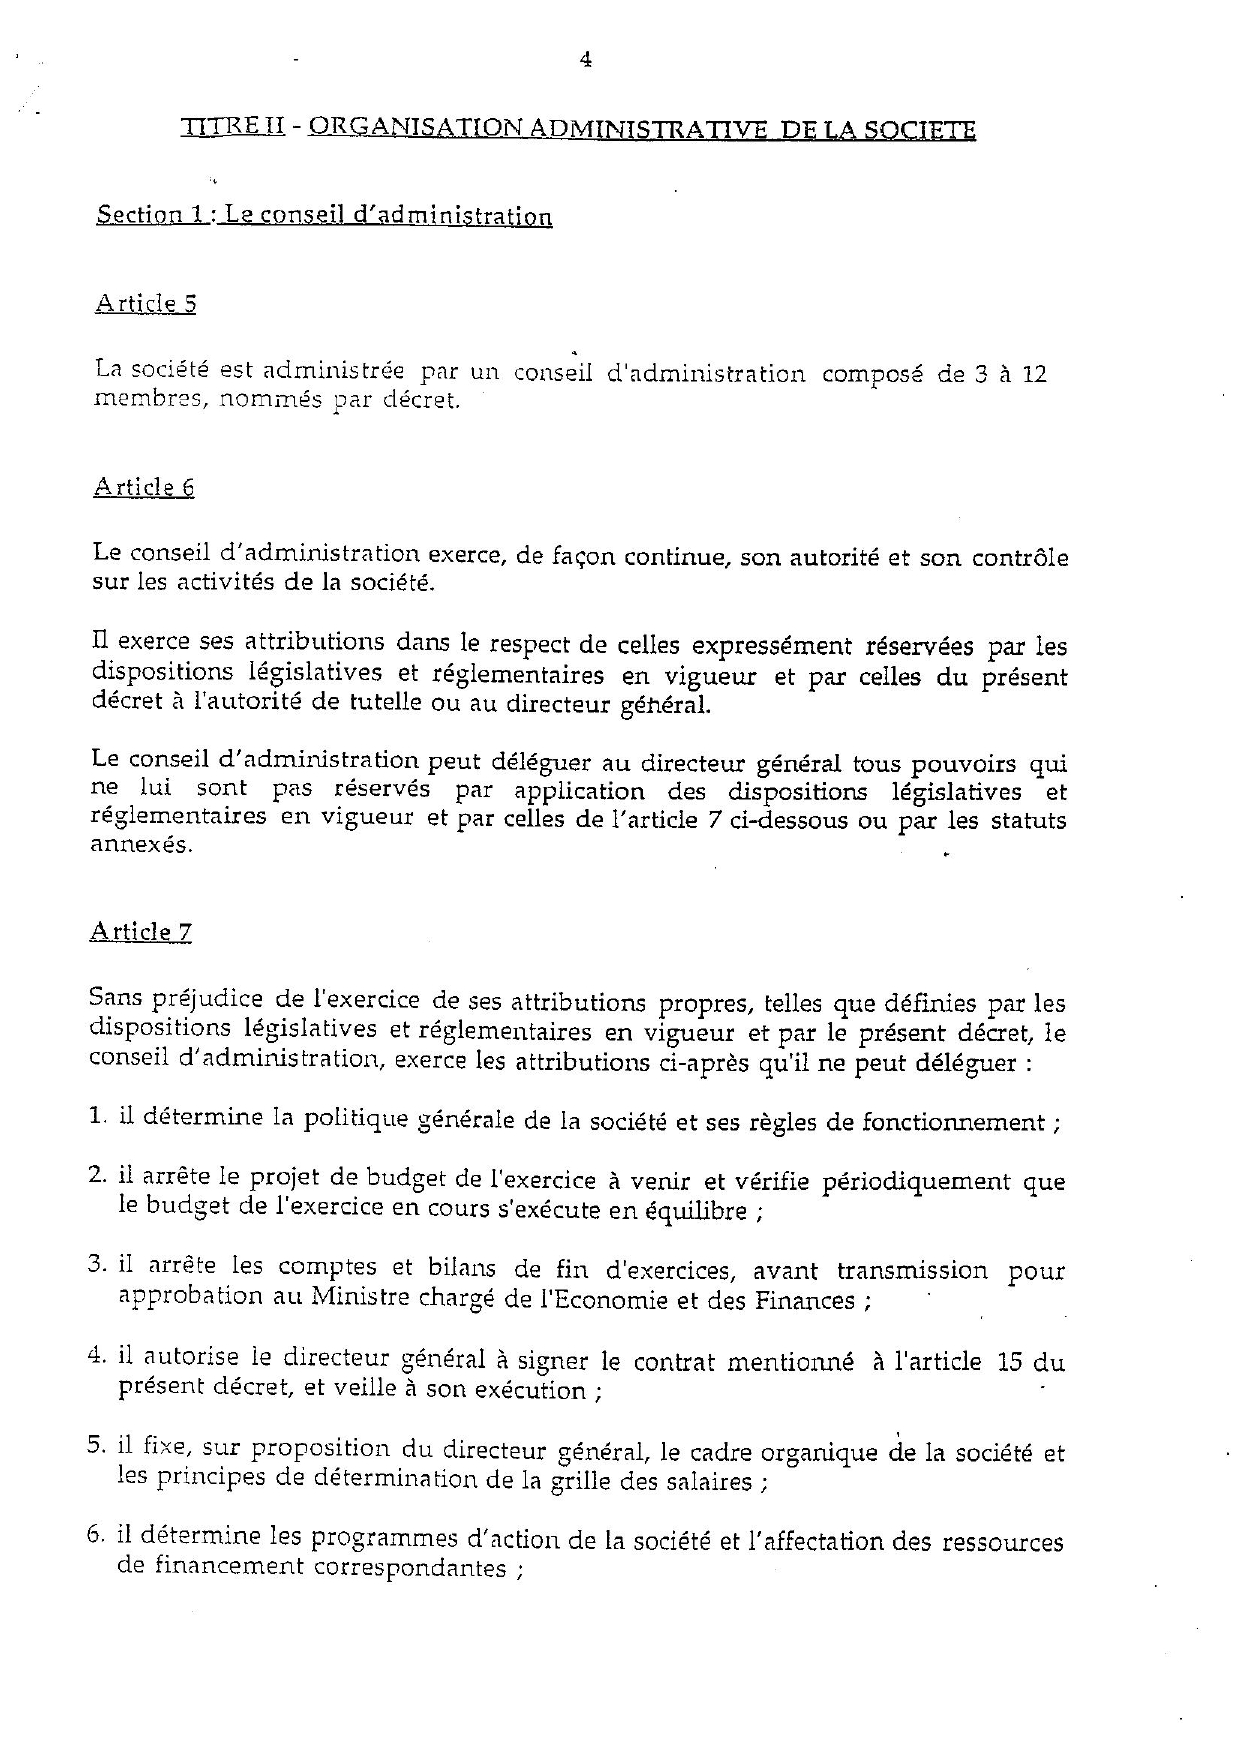 4
TITRE II - ORGANISATION ADMINISTRATIVE DE LA SOCIETE
Section 1 : Le conseil d'administration
Article 5
La société est administrée par un conseil d'administration composé de 3 à 12
membres, nommés par décret.
Article 6
Le conseil d'administration exerce, de façon continue, son autorité et son contrôle
sur les activités de la société.
Il exerce ses attributions dans le respect de celles expressément réservées par les
dispositions législatives et réglementaires en vigueur et par celles du présent
décret à l'autorité de tutelle ou au directeur général.
Le conseil d'administration peut déléguer au directeur général tous pouvoirs qui
ne lui sont pas réservés par application des dispositions législatives et
réglementaires en vigueur et par celles de l'article 7 ci-dessous ou par les statuts
annexés.
Article 7
Sans préjudice de l'exercice de ses attributions propres, telles que définies par les
dispositions législatives et réglementaires en vigueur et par le présent décret, le
conseil d'administration, exerce les attributions ci-après qu'il ne peut déléguer :
1. il détermine la politique générale de la société et ses règles de fonctionnement ;
2. il arrête le projet de budget de l'exercice à venir et vérifie périodiquement que
le budget de l'exercice en cours s'exécute en équilibre ;
3. il arrête les comptes et bilans de fin d'exercices, avant transmission pour
approbation au Ministre chargé de l'Economie et des Finances ;
4. il autorise le directeur général à signer le contrat mentionné à l'article 15 du
présent décret, et veille à son exécution ;
5. il fixe, sur proposition du directeur général, le cadre organique de la société et
les principes de détermination de la grille des salaires ;
6. il détermine les programmes d'action de la société et l'affectation des ressources
de financement correspondantes ;